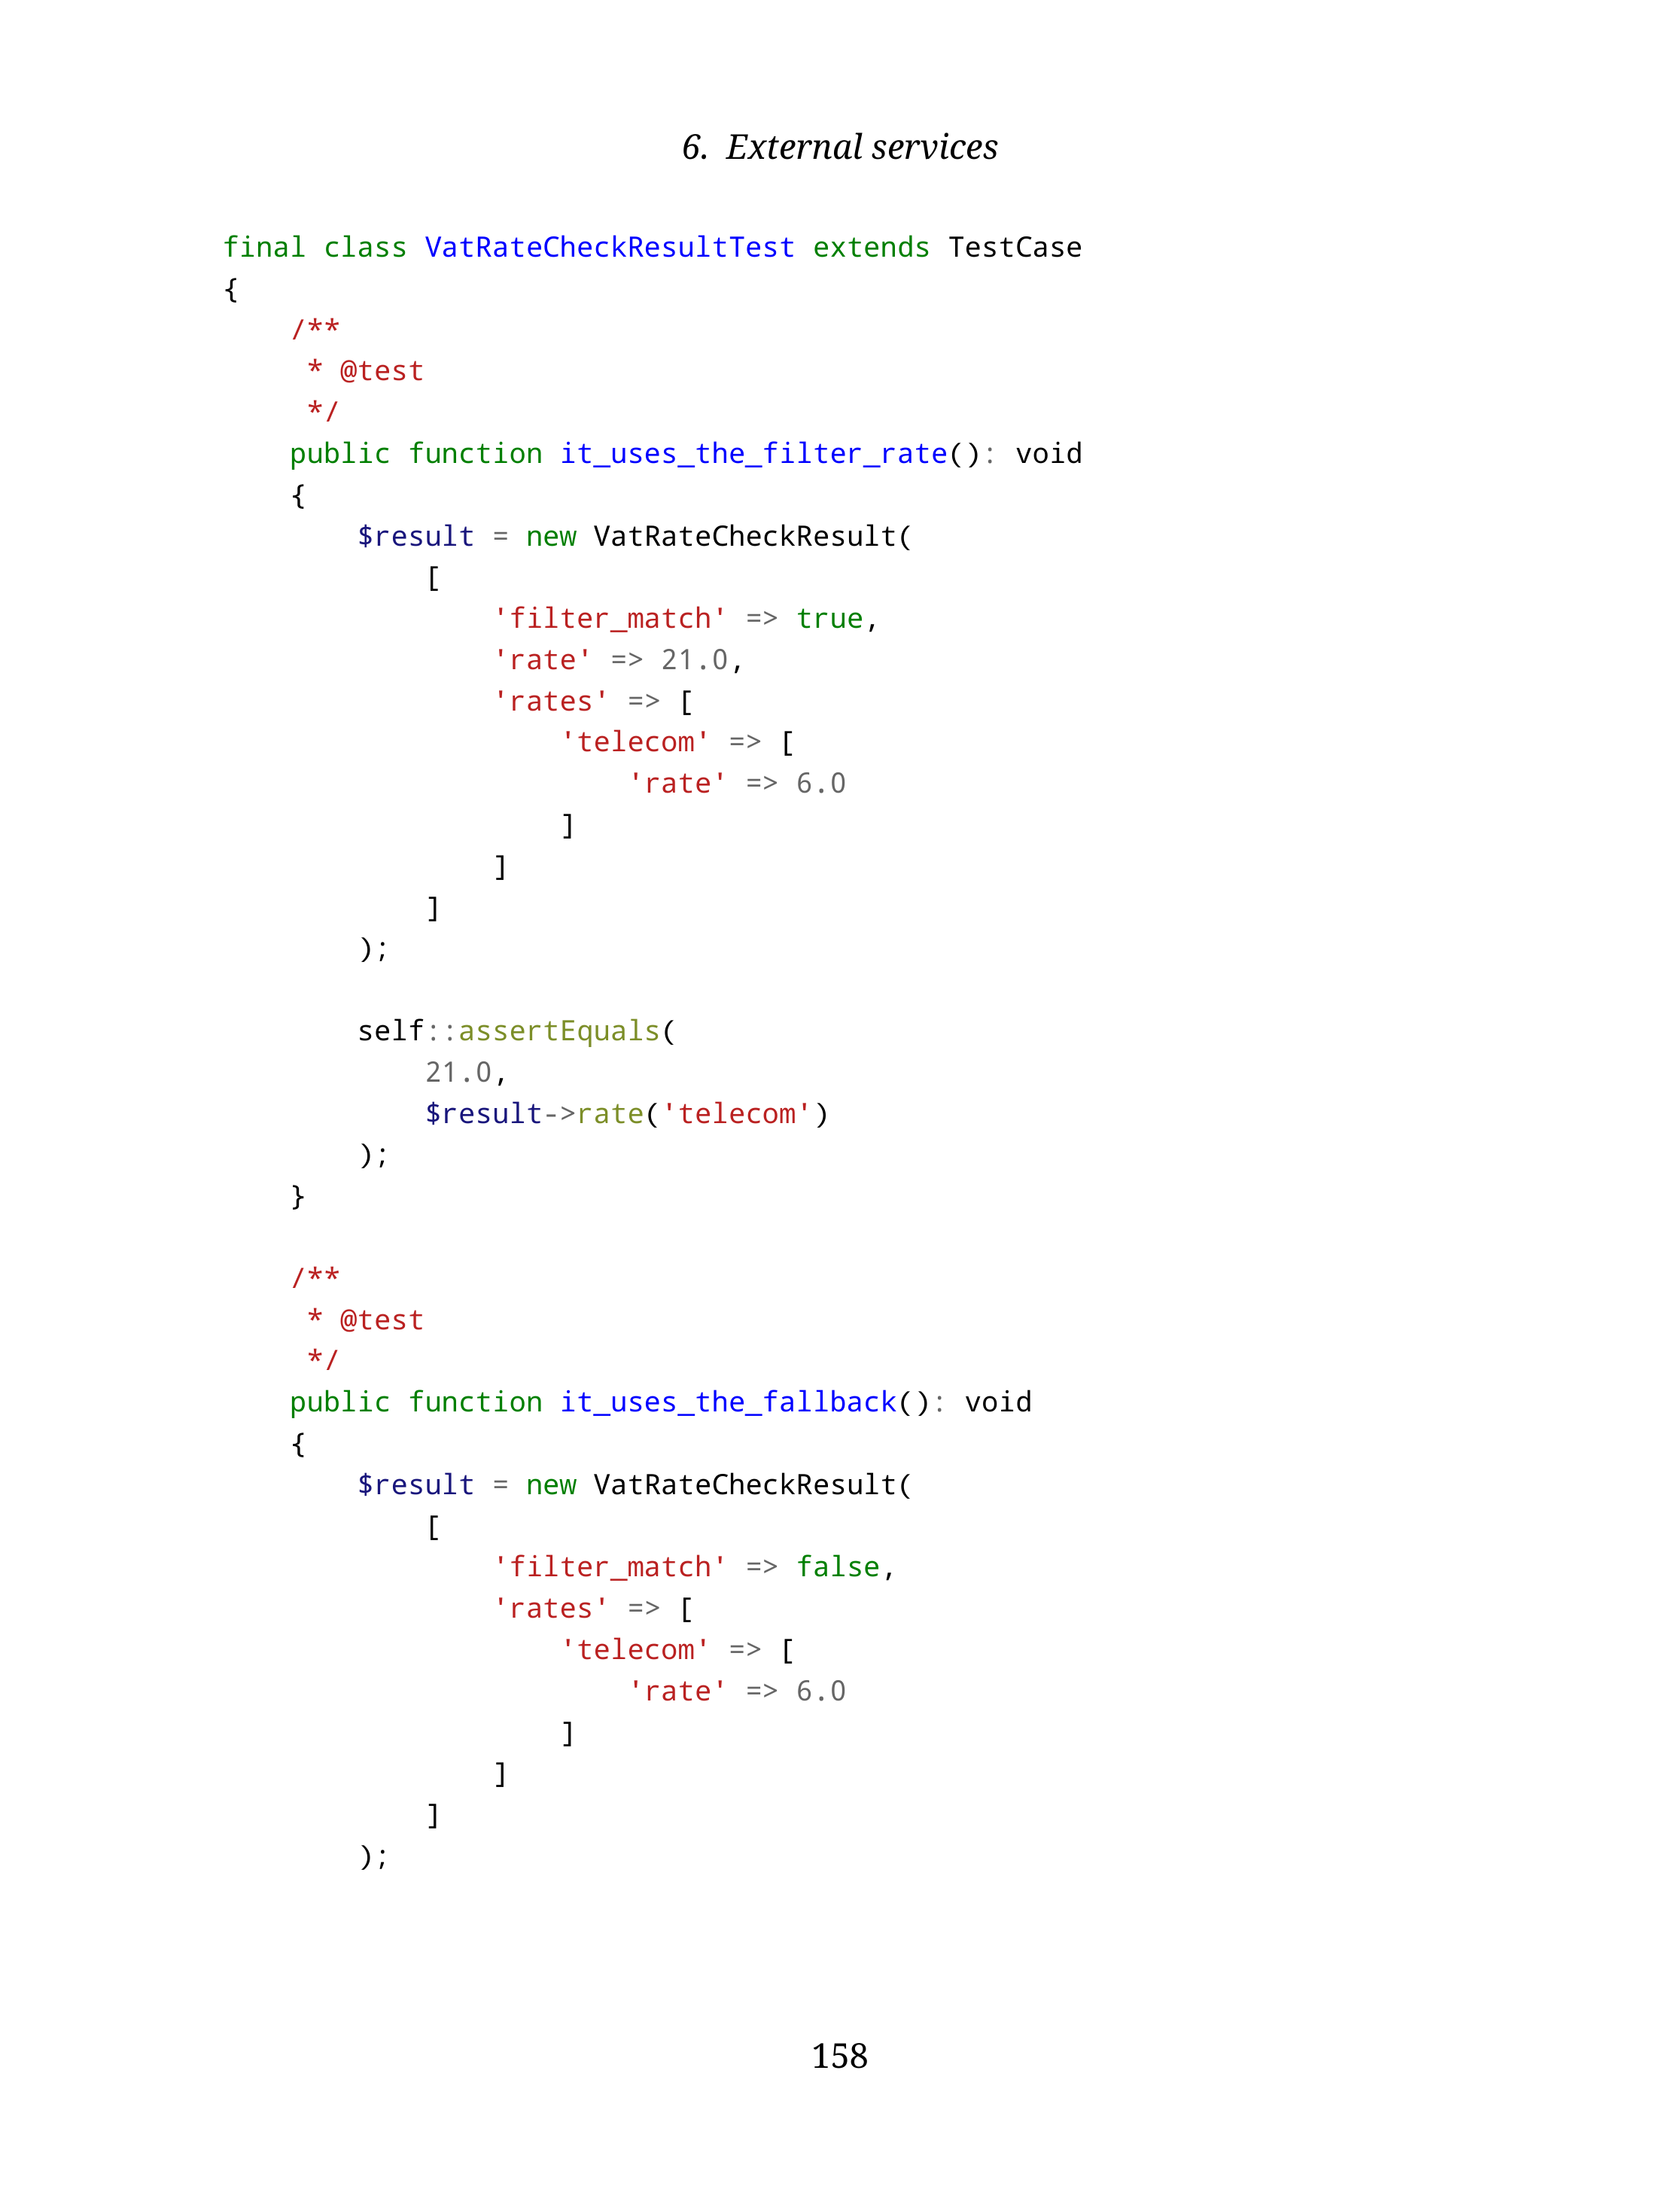 6. External services
final class VatRateCheckResultTest extends TestCase
{
    /**
     * @test
     */
    public function it_uses_the_filter_rate(): void
    {
        $result = new VatRateCheckResult(
            [
                'filter_match' => true,
                'rate' => 21.0,
                'rates' => [
                    'telecom' => [
                        'rate' => 6.0
                    ]
                ]
            ]
        );

        self::assertEquals(
            21.0,
            $result->rate('telecom')
        );
    }

    /**
     * @test
     */
    public function it_uses_the_fallback(): void
    {
        $result = new VatRateCheckResult(
            [
                'filter_match' => false,
                'rates' => [
                    'telecom' => [
                        'rate' => 6.0
                    ]
                ]
            ]
        );
158